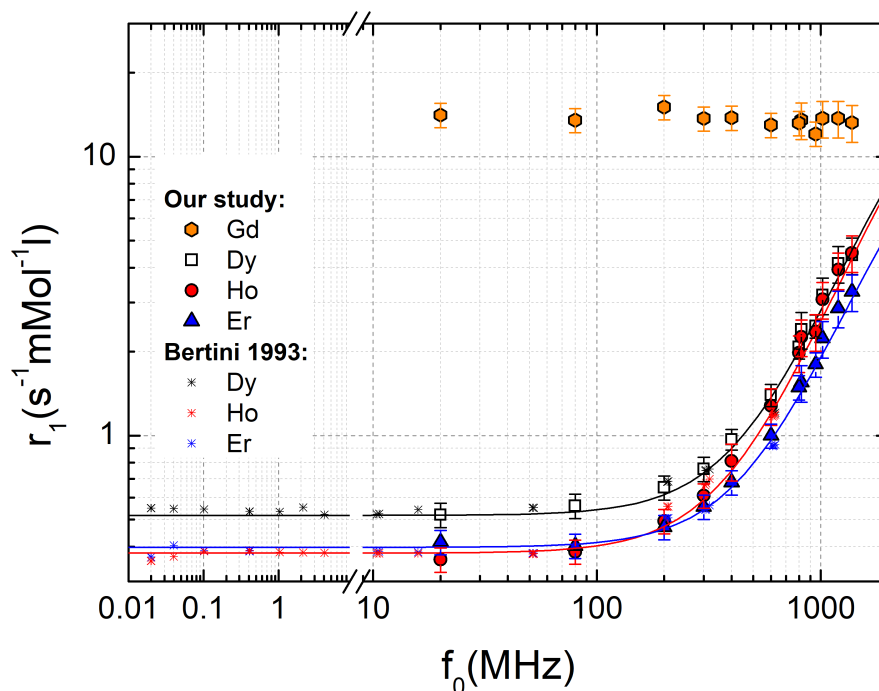 10
1
0.01
0.1
1
10
100
1000
r₁(s⁻¹mMol⁻¹l)
f₀(MHz)
Our study:
Gd
Dy
Ho
Er
Bertini 1993:
Dy
Ho
Er